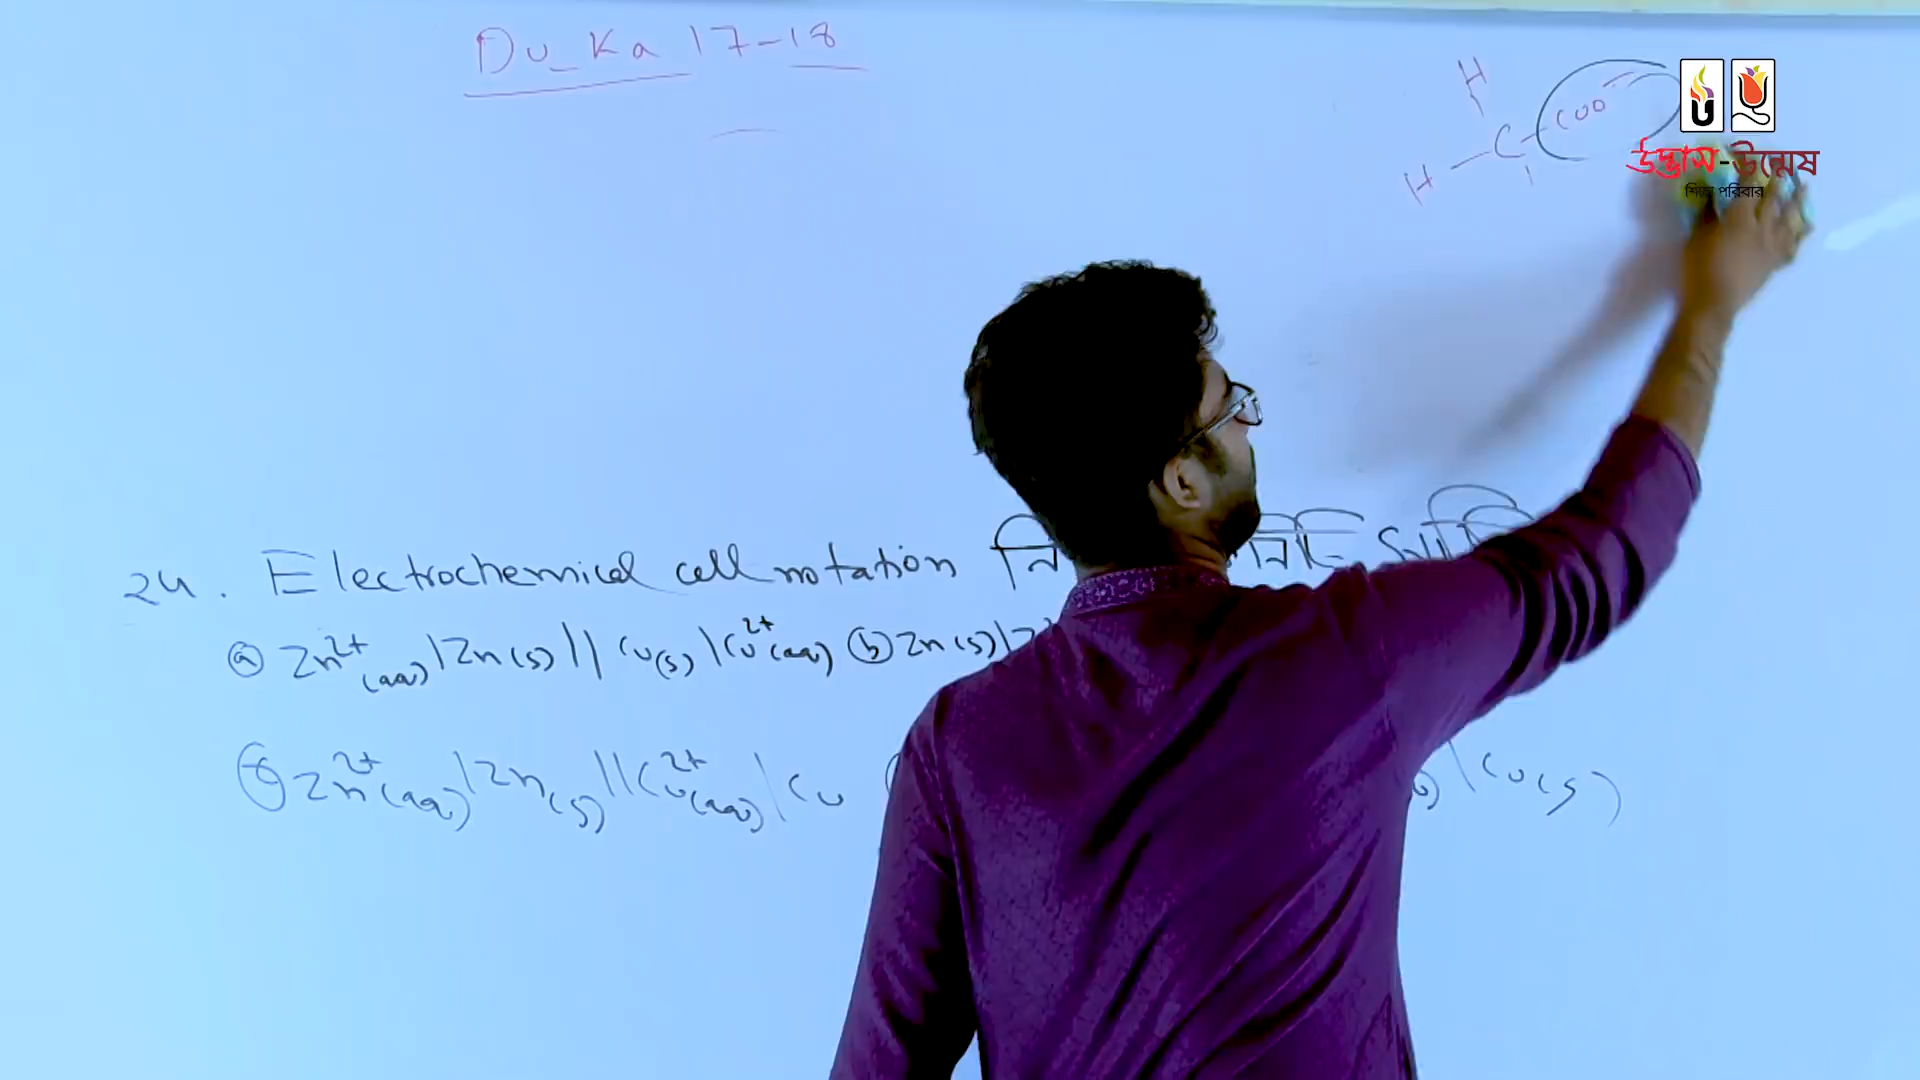 Du_Ka 17-18
H
H C COO
উদ্ভাস-উন্মেষ
শিক্ষা পরিবার
24. Electrochemical cell notation
ⓐ Zn²⁺(aq) | Zn(s) || Cu(s) | Cu²⁺(aq) ⓑ Zn(s) |
ⓒ Zn²⁺(aq) | Zn(s) || Cu²⁺(aq) | Cu | Cu(s)